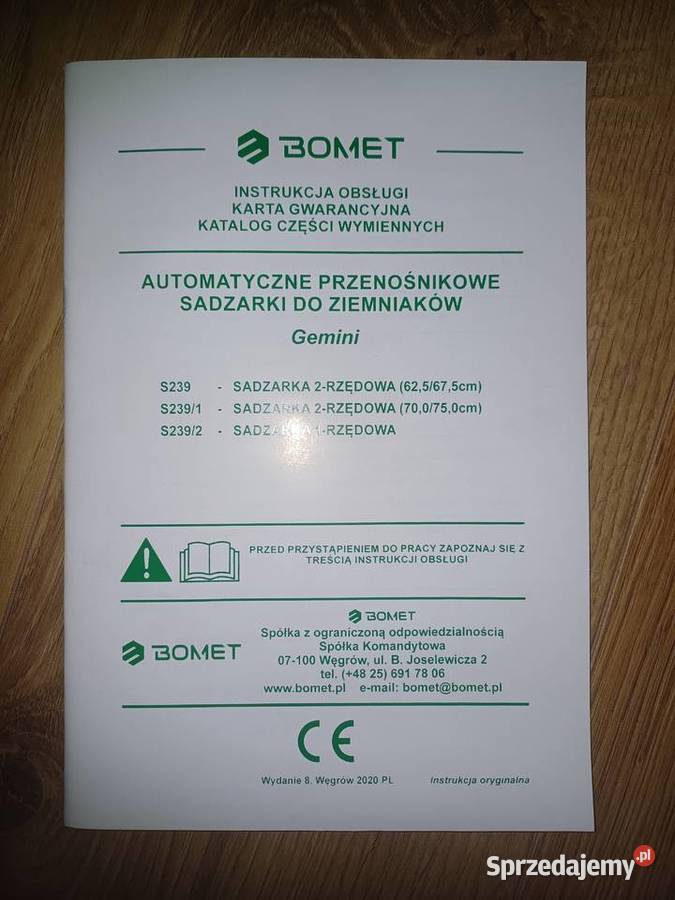 BOMET
INSTRUKCJA OBSŁUGI
KARTA GWARANCYJNA
KATALOG CZĘŚCI WYMIENNYCH
AUTOMATYCZNE PRZENOŚNIKOWE
SADZARKI DO ZIEMNIAKÓW
Gemini
S239 - SADZARKA 2-RZĘDOWA (62,5/67,5cm)
S239/1 - SADZARKA 2-RZĘDOWA (70,0/75,0cm)
S239/2 - SADZARKA 1-RZĘDOWA
PRZED PRZYSTĄPIENIEM DO PRACY ZAPOZNAJ SIĘ Z
TREŚCIĄ INSTRUKCJI OBSŁUGI
BOMET
BOMET
Spółka z ograniczoną odpowiedzialnością
Spółka Komandytowa
07-100 Węgrów, ul. B. Joselewicza 2
tel. (+48 25) 691 78 06
www.bomet.pl e-mail: bomet@bomet.pl
CE
Wydanie 8. Węgrów 2020 PL instrukcja oryginalna
Sprzedajemy.pl